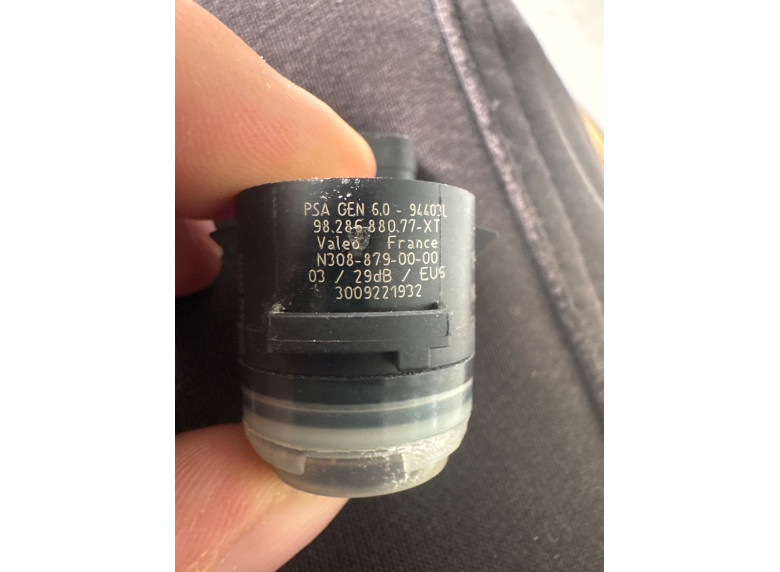 PSA GEN 6.0 - 94403L
98.286.880.77-XT
Valeo France
N308-879-00-00
03 / 29dB / EUS
3009221932